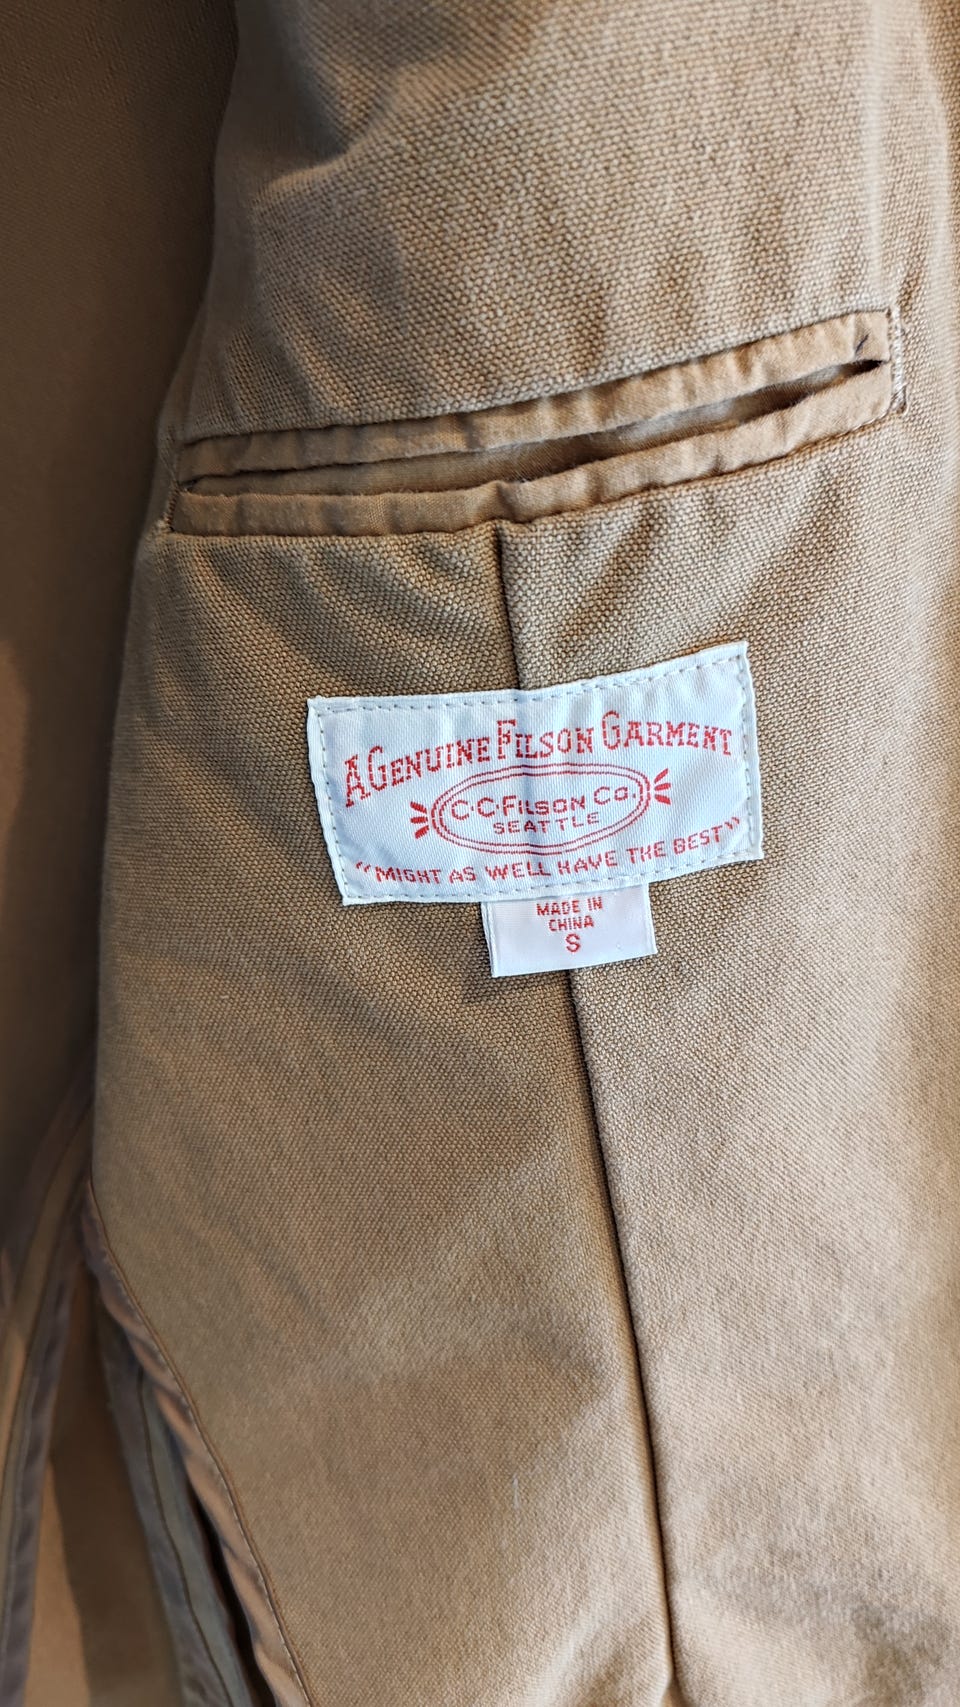 A GENUINE FILSON GARMENT
C·C·FILSON CO.
SEATTLE
"MIGHT AS WELL HAVE THE BEST"
MADE IN
CHINA
S